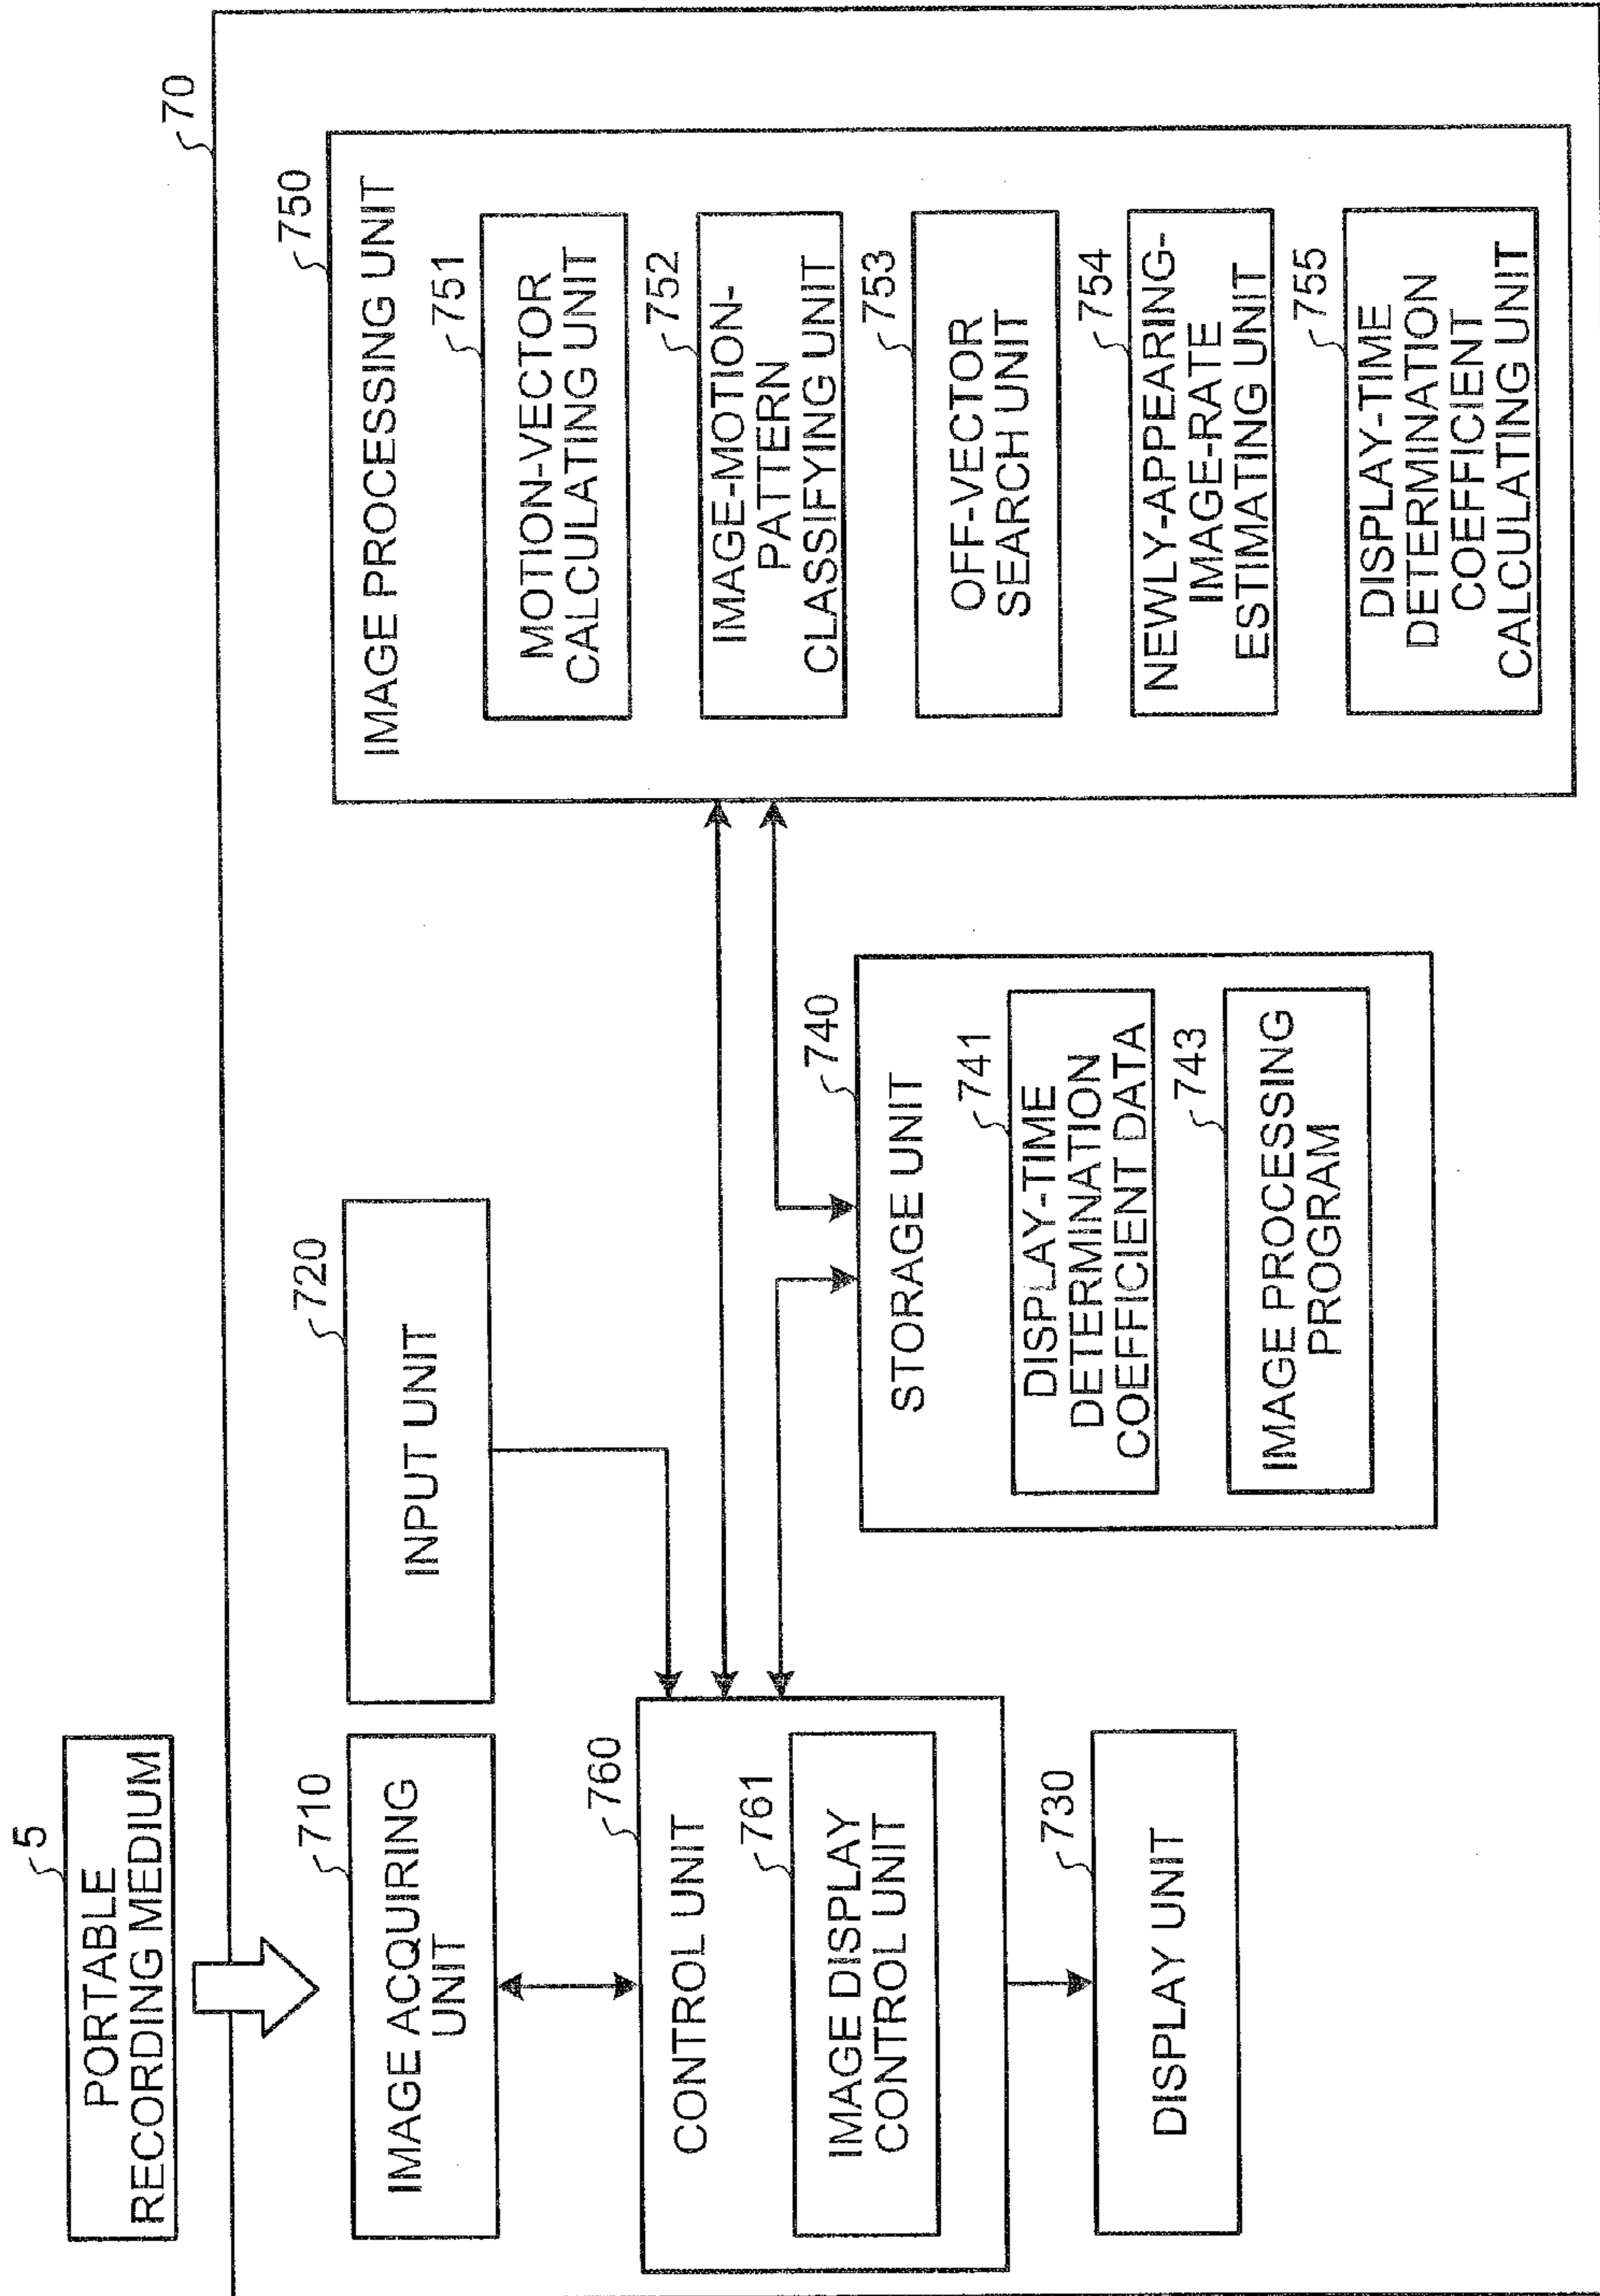 5
PORTABLE
RECORDING MEDIUM
70
710
IMAGE ACQUIRING
UNIT
720
INPUT UNIT
760
CONTROL UNIT
761
IMAGE DISPLAY
CONTROL UNIT
730
DISPLAY UNIT
740
STORAGE UNIT
741
DISPLAY-TIME
DETERMINATION
COEFFICIENT DATA
743
IMAGE PROCESSING
PROGRAM
750
IMAGE PROCESSING UNIT
751
MOTION-VECTOR
CALCULATING UNIT
752
IMAGE-MOTION-
PATTERN
CLASSIFYING UNIT
753
OFF-VECTOR
SEARCH UNIT
754
NEWLY-APPEARING-
IMAGE-RATE
ESTIMATING UNIT
755
DISPLAY-TIME
DETERMINATION
COEFFICIENT
CALCULATING UNIT